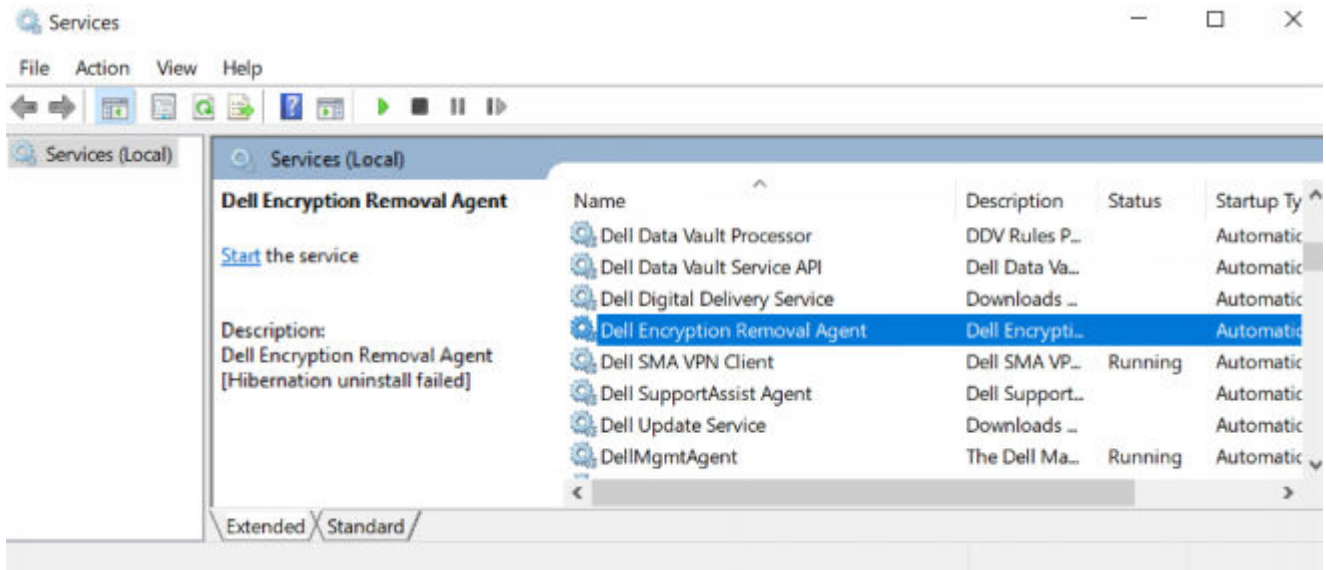 Services
File Action View Help
Services (Local)
Services (Local)
Dell Encryption Removal Agent
Start the service
Description:
Dell Encryption Removal Agent
[Hibernation uninstall failed]
Name Description Status Startup Ty
Dell Data Vault Processor DDV Rules P... Automatic
Dell Data Vault Service API Dell Data Va... Automatic
Dell Digital Delivery Service Downloads ... Automatic
Dell Encryption Removal Agent Dell Encrypti... Automatic
Dell SMA VPN Client Dell SMA VP... Running Automatic
Dell SupportAssist Agent Dell Support... Automatic
Dell Update Service Downloads ... Automatic
DellMgmtAgent The Dell Ma... Running Automatic
Extended Standard